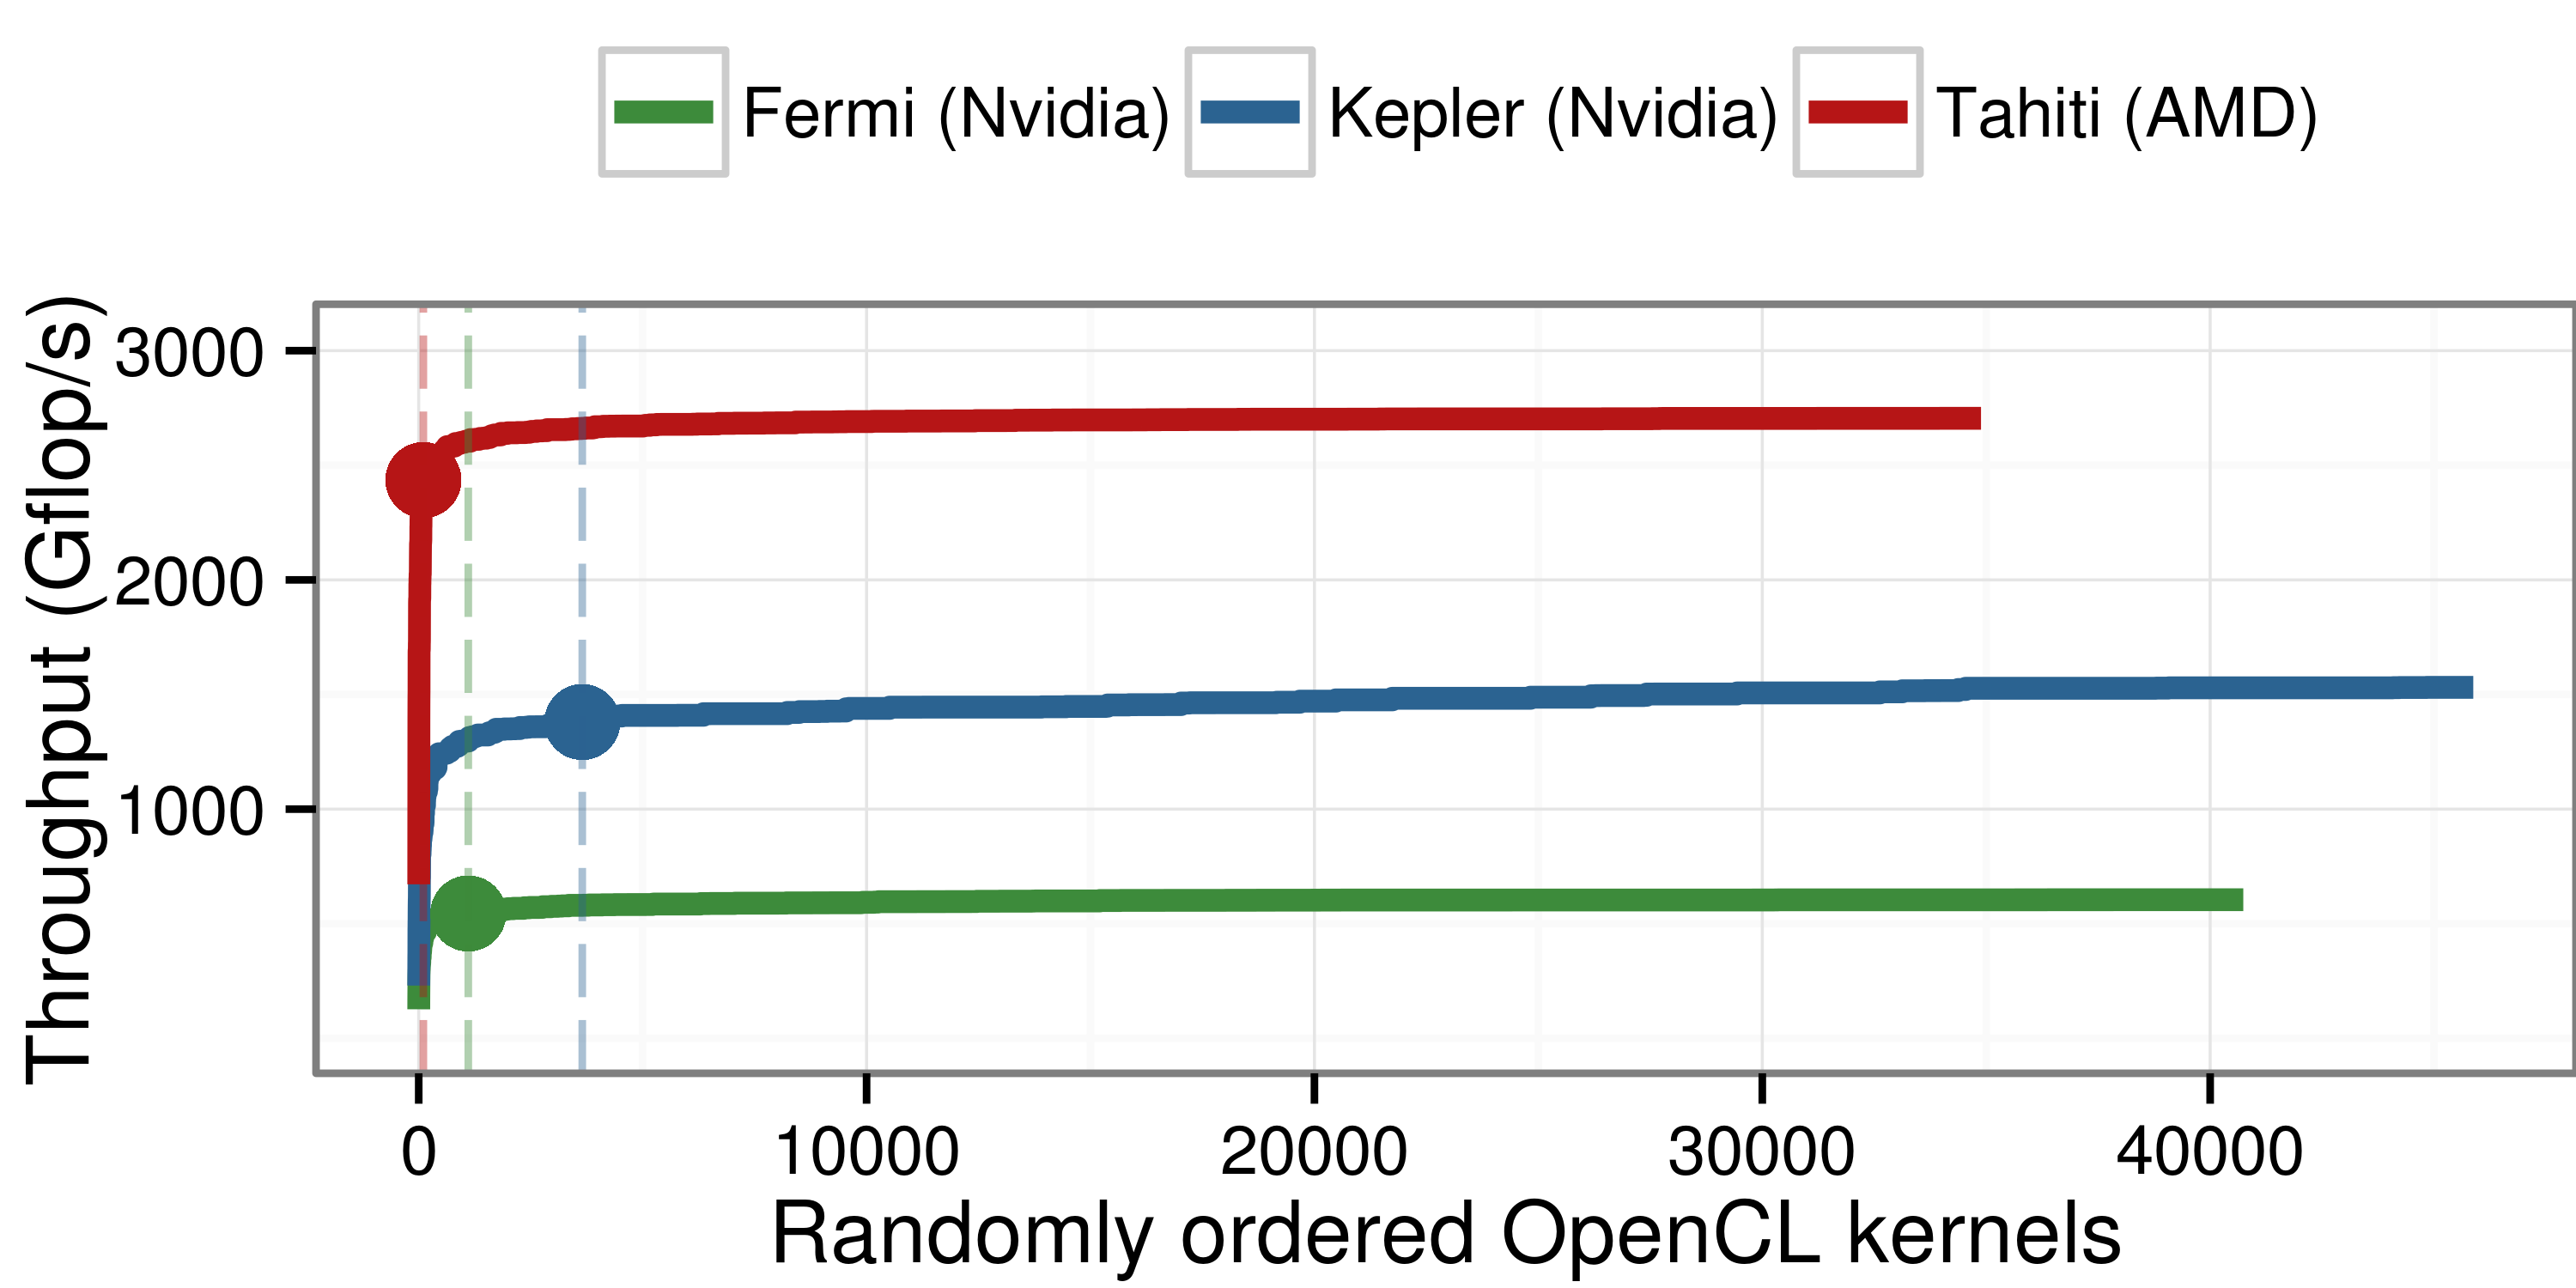 Fermi (Nvidia) Kepler (Nvidia) Tahiti (AMD)
Throughput (Gflop/s)
3000
2000
1000
0 10000 20000 30000 40000
Randomly ordered OpenCL kernels